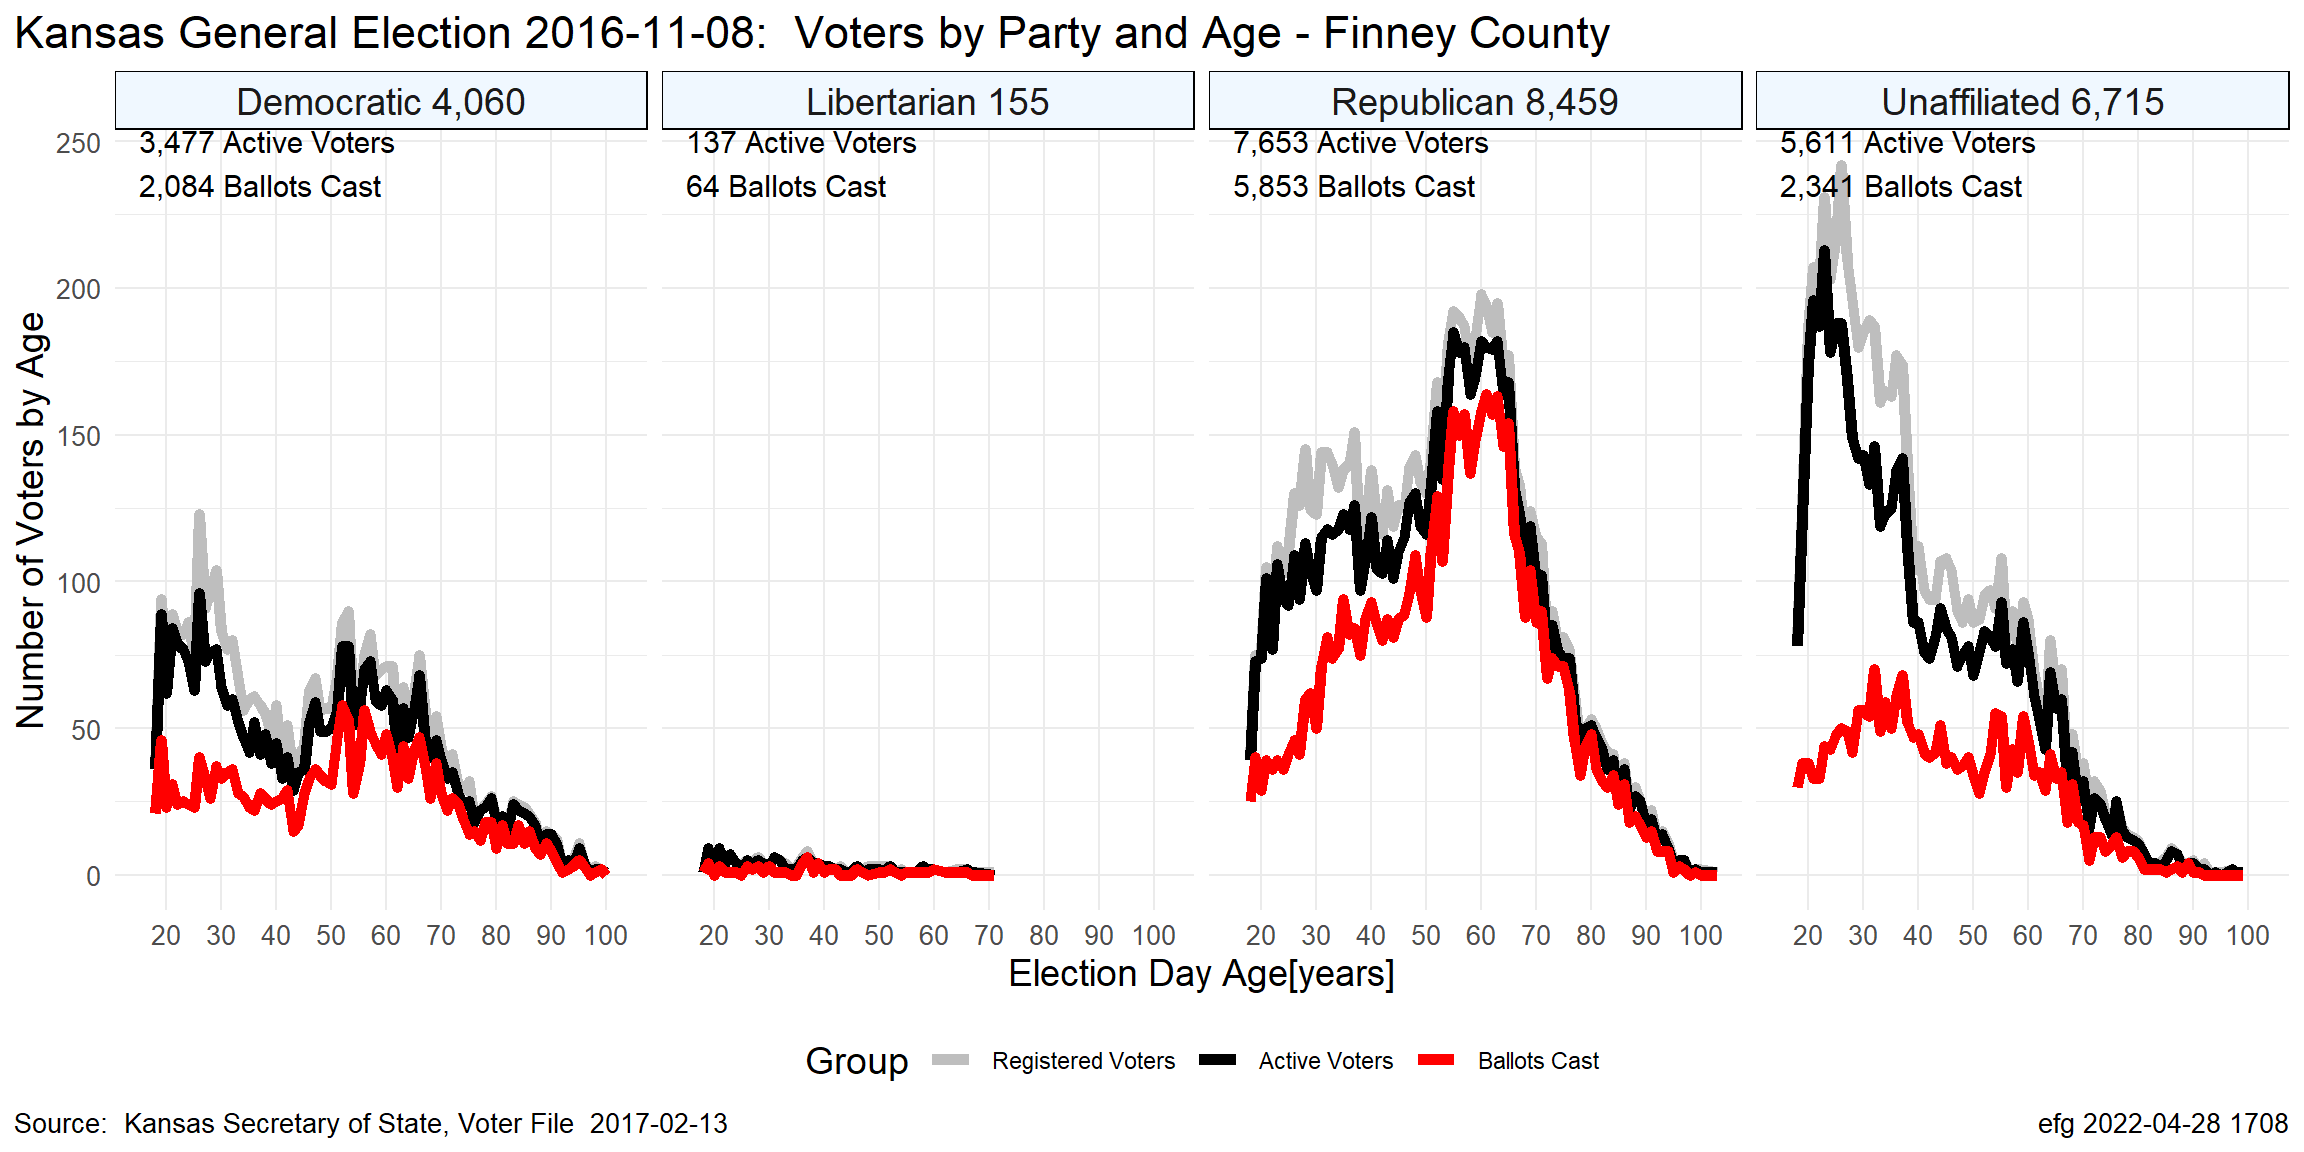 Kansas General Election 2016-11-08:  Voters by Party and Age - Finney County
Democratic 4,060
Libertarian 155
Republican 8,459
Unaffiliated 6,715
3,477 Active Voters
2,084 Ballots Cast
137 Active Voters
64 Ballots Cast
7,653 Active Voters
5,853 Ballots Cast
5,611 Active Voters
2,341 Ballots Cast
Number of Voters by Age
250
200
150
100
50
0
20 30 40 50 60 70 80 90 100
20 30 40 50 60 70 80 90 100
20 30 40 50 60 70 80 90 100
20 30 40 50 60 70 80 90 100
Election Day Age[years]
Group Registered Voters Active Voters Ballots Cast
Source:  Kansas Secretary of State, Voter File  2017-02-13
efg 2022-04-28 1708